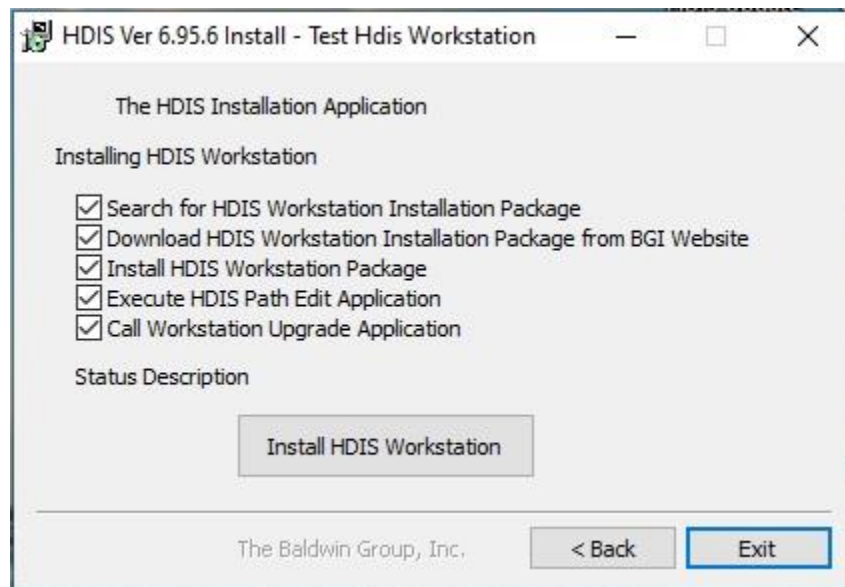 HDIS Ver 6.95.6 Install - Test Hdis Workstation
The HDIS Installation Application
Installing HDIS Workstation
Search for HDIS Workstation Installation Package
Download HDIS Workstation Installation Package from BGI Website
Install HDIS Workstation Package
Execute HDIS Path Edit Application
Call Workstation Upgrade Application
Status Description
Install HDIS Workstation
The Baldwin Group, Inc.
< Back
Exit